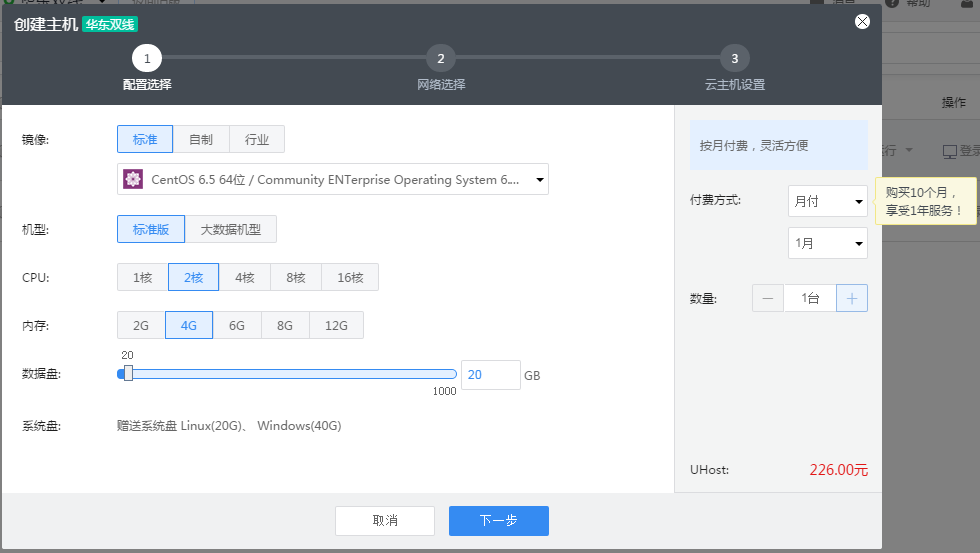 帮助
创建主机 华东双线
1 2 3
配置选择 网络选择 云主机设置
操作
镜像: 标准 自制 行业
CentOS 6.5 64位 / Community ENTerprise Operating System 6....
机型: 标准版 大数据机型
CPU: 1核 2核 4核 8核 16核
内存: 2G 4G 6G 8G 12G
20
数据盘: 20 GB
1000
系统盘: 赠送系统盘 Linux(20G)、 Windows(40G)
按月付费，灵活方便
付费方式: 月付
1月
数量: 1台
UHost: 226.00元
登录
购买10个月，
享受1年服务！
取消 下一步